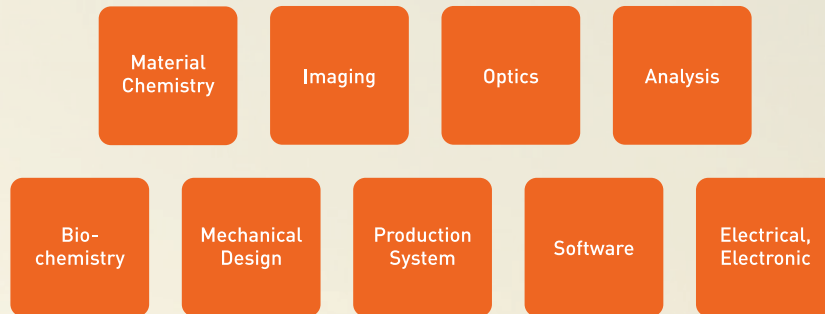 Material
Chemistry
Imaging
Optics
Analysis
Bio-
chemistry
Mechanical
Design
Production
System
Software
Electrical,
Electronic